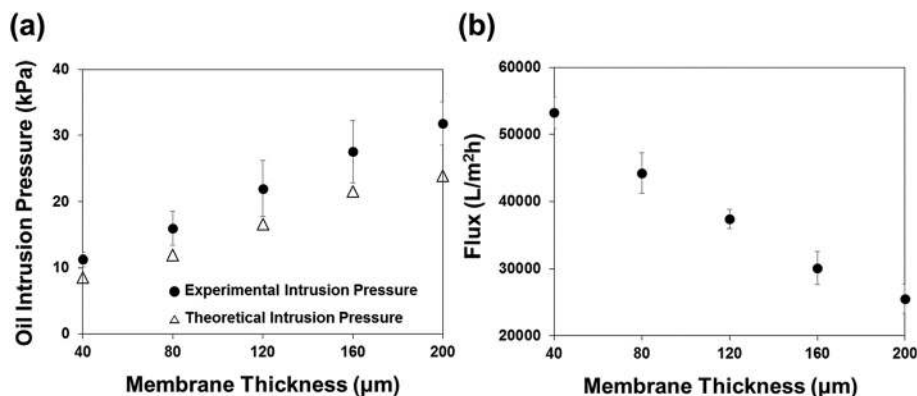 (a)
Oil Intrusion Pressure (kPa)
40
30
20
10
0
● Experimental Intrusion Pressure
△ Theoretical Intrusion Pressure
40 80 120 160 200
Membrane Thickness (μm)
(b)
Flux (L/m²h)
60000
50000
40000
30000
20000
40 80 120 160 200
Membrane Thickness (μm)